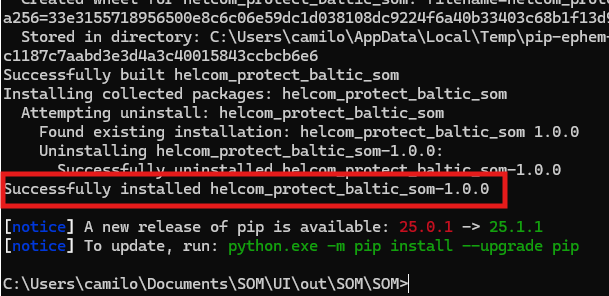 Created wheel for helcom_protect_baltic_som: filename=helcom_prot
a256=33e3155718956500e8c6c06e59dc1d038108dc9224f6a40b33403c68b1f13d9
Stored in directory: C:\Users\camilo\AppData\Local\Temp\pip-ephem-
c1187c7aabd3e3d4a3c40015843ccbcb6e6
Successfully built helcom_protect_baltic_som
Installing collected packages: helcom_protect_baltic_som
Attempting uninstall: helcom_protect_baltic_som
Found existing installation: helcom_protect_baltic_som 1.0.0
Uninstalling helcom_protect_baltic_som-1.0.0:
Successfully uninstalled helcom_protect_baltic_som-1.0.0
Successfully installed helcom_protect_baltic_som-1.0.0
[notice] A new release of pip is available: 25.0.1 -> 25.1.1
[notice] To update, run: python.exe -m pip install --upgrade pip
C:\Users\camilo\Documents\SOM\UI\out\SOM\SOM>